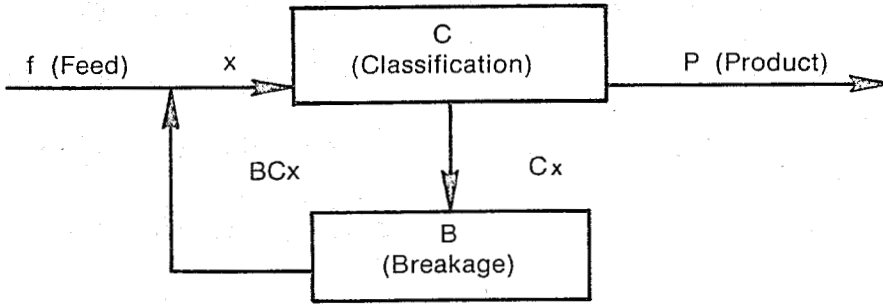 C
(Classification)
f (Feed)
x
P (Product)
BCx
Cx
B
(Breakage)